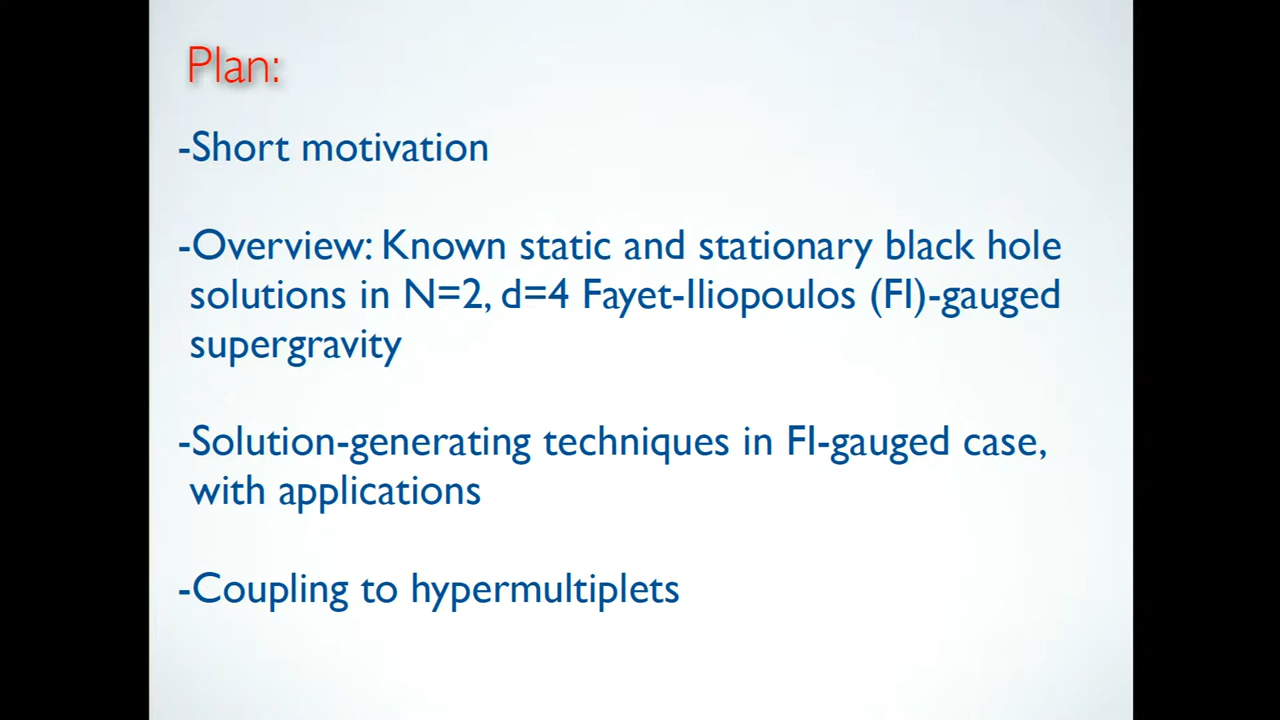 Plan:
-Short motivation
-Overview: Known static and stationary black hole
solutions in N=2, d=4 Fayet-Iliopoulos (FI)-gauged
supergravity
-Solution-generating techniques in FI-gauged case,
with applications
-Coupling to hypermultiplets